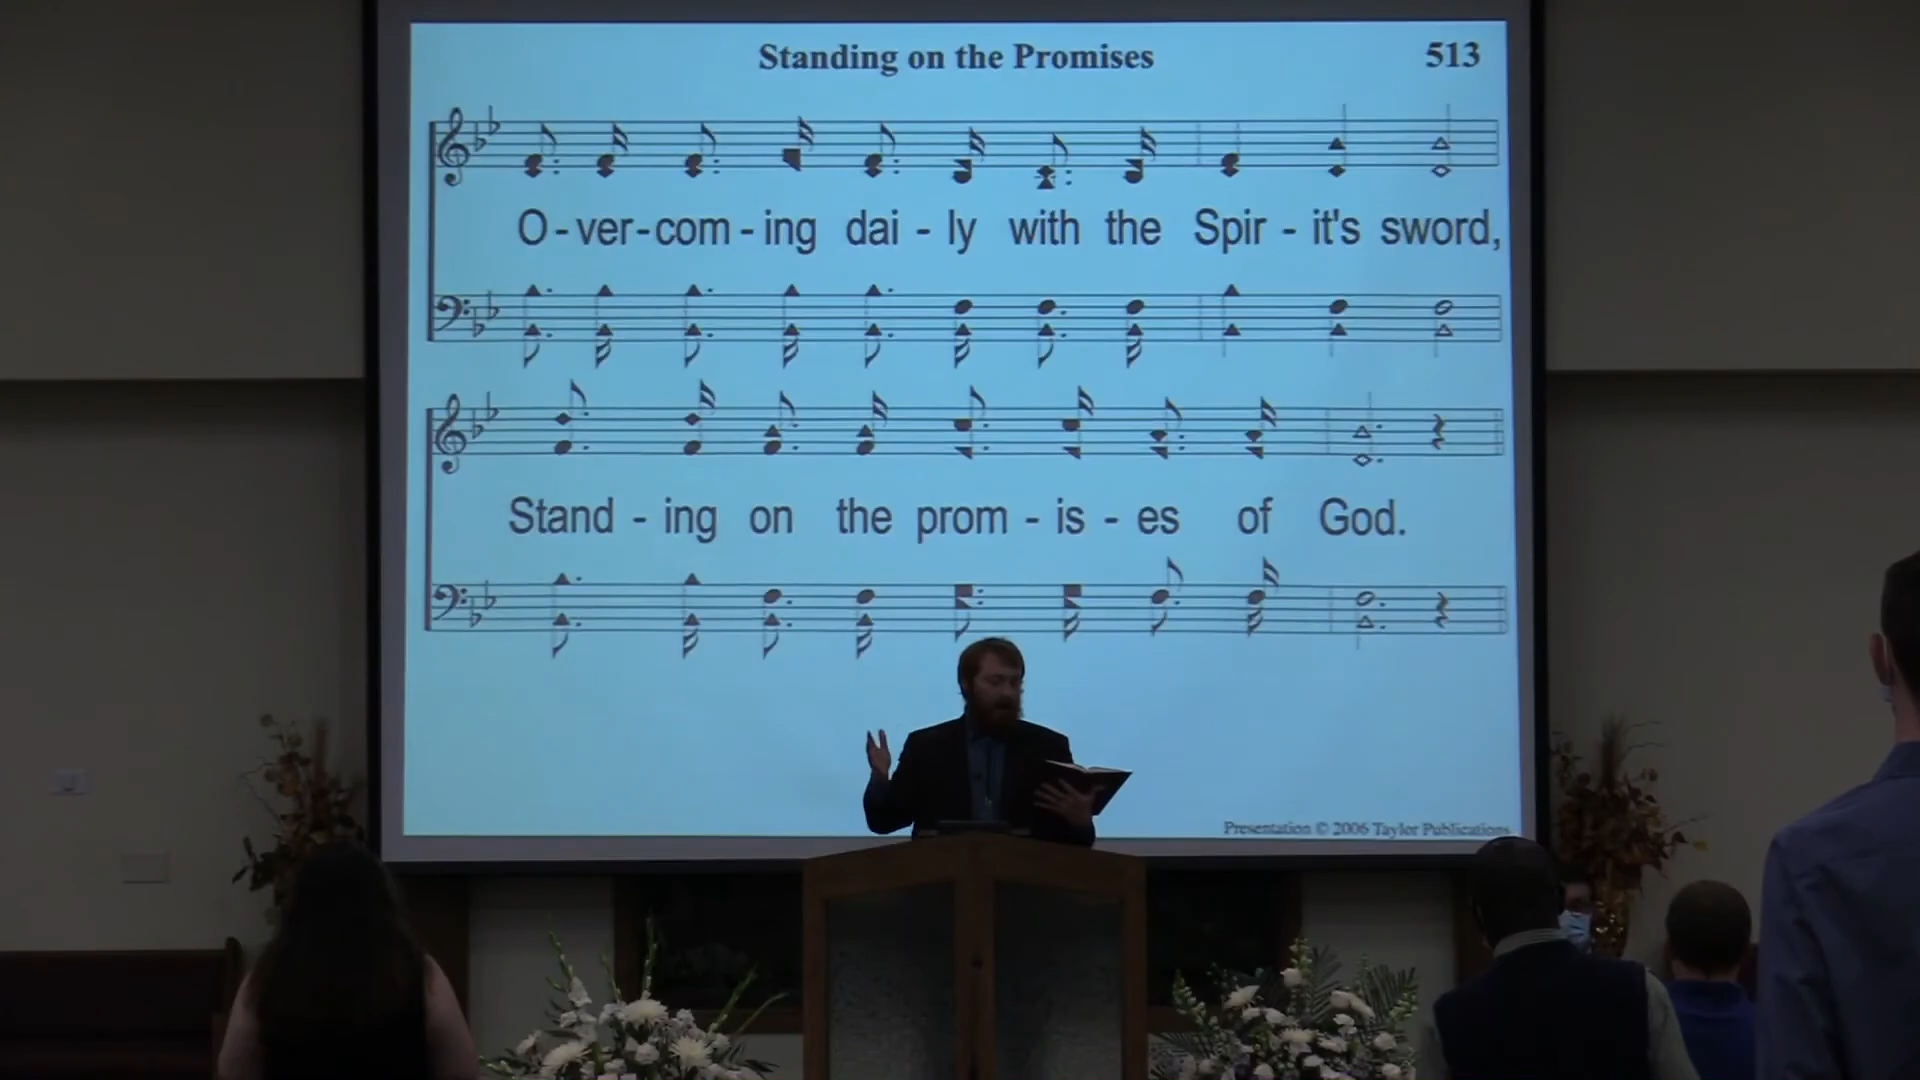 Standing on the Promises 513
O - ver - com - ing dai - ly with the Spir - it's sword,
Stand - ing on the prom - is - es of God.
Presentation © 2006 Taylor Publications